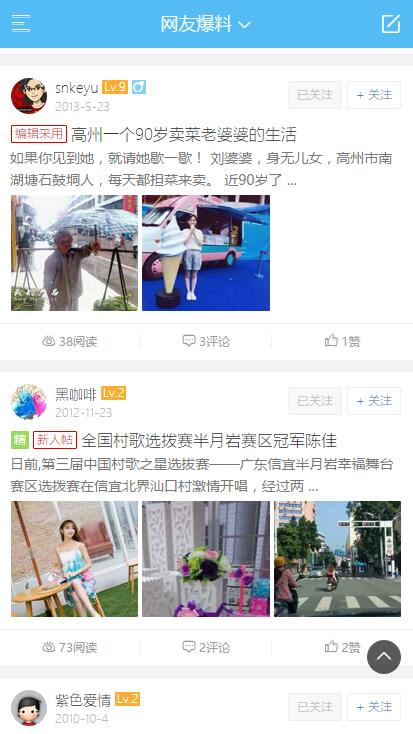 网友爆料
snkeyu Lv.9
2013-5-23
已关注
+ 关注
编辑采用 高州一个90岁卖菜老婆婆的生活
如果你见到她，就请她歇一歇！ 刘婆婆，身无儿女，高州市南
湖塘石鼓垌人，每天都担菜来卖。 近90岁了 ...
38阅读
3评论
1赞
黑咖啡 Lv.2
2012-11-23
已关注
+ 关注
精 新人帖 全国村歌选拔赛半月岩赛区冠军陈佳
日前,第三届中国村歌之星选拔赛——广东信宜半月岩幸福舞台
赛区选拨赛在信宜北界汕口村激情开唱，经过两 ...
73阅读
2评论
2赞
紫色爱情 Lv.2
2010-10-4
已关注
+ 关注